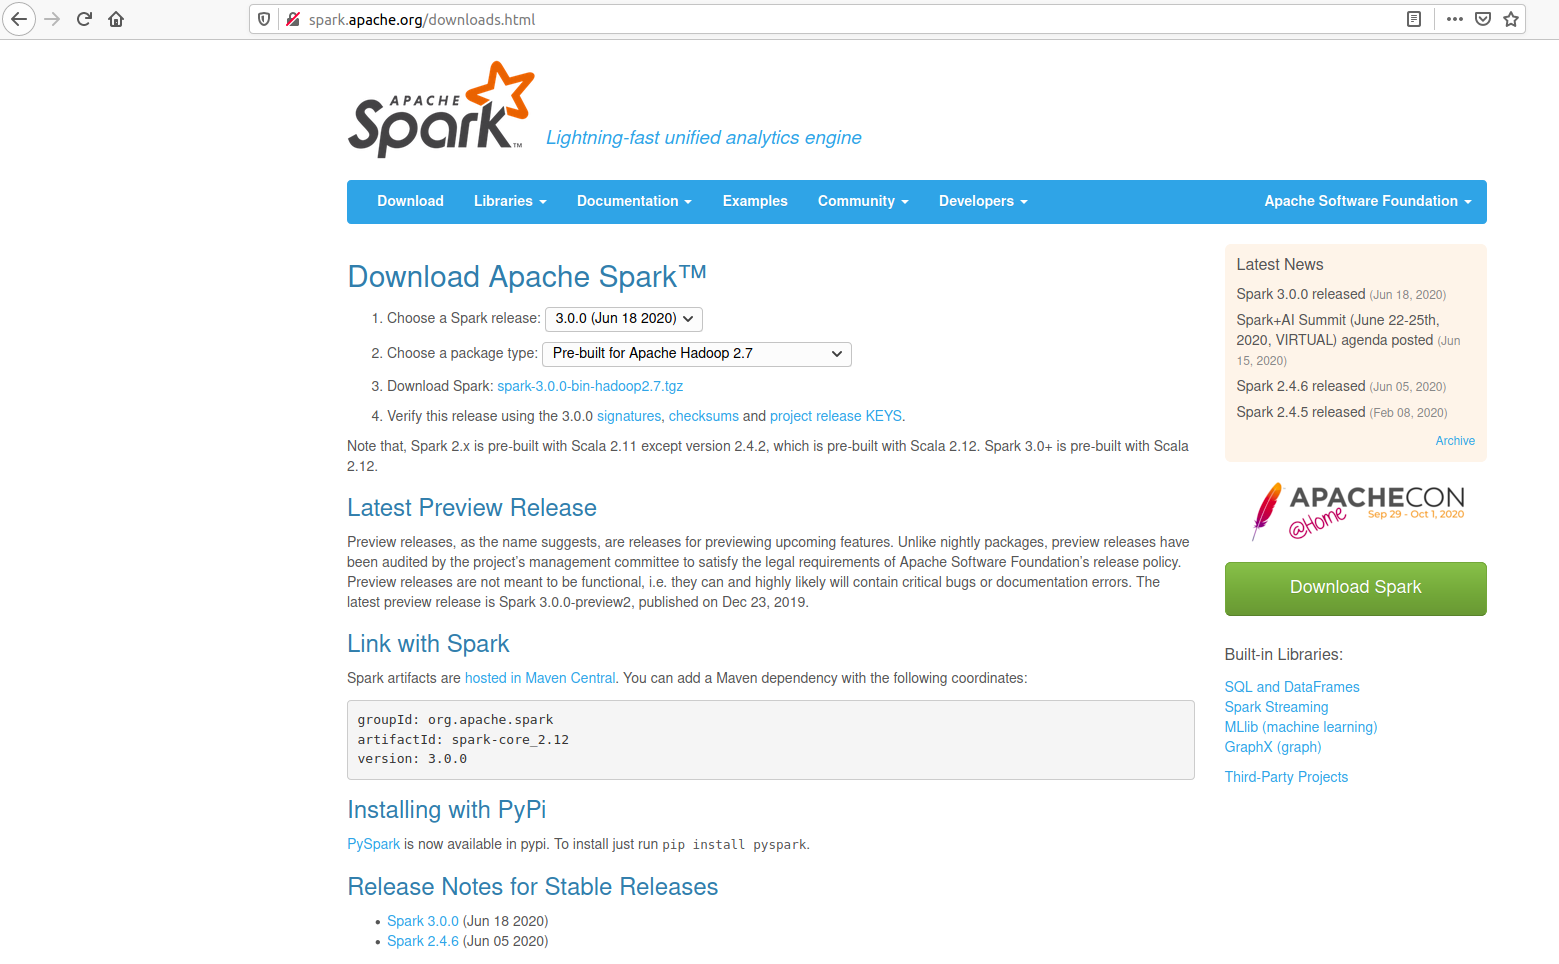 spark.apache.org/downloads.html
APACHE
Spark™
Lightning-fast unified analytics engine
Download Libraries Documentation Examples Community Developers Apache Software Foundation
Download Apache Spark™
1. Choose a Spark release: 3.0.0 (Jun 18 2020)
2. Choose a package type: Pre-built for Apache Hadoop 2.7
3. Download Spark: spark-3.0.0-bin-hadoop2.7.tgz
4. Verify this release using the 3.0.0 signatures, checksums and project release KEYS.
Note that, Spark 2.x is pre-built with Scala 2.11 except version 2.4.2, which is pre-built with Scala 2.12. Spark 3.0+ is pre-built with Scala
2.12.
Latest Preview Release
Preview releases, as the name suggests, are releases for previewing upcoming features. Unlike nightly packages, preview releases have
been audited by the project’s management committee to satisfy the legal requirements of Apache Software Foundation’s release policy.
Preview releases are not meant to be functional, i.e. they can and highly likely will contain critical bugs or documentation errors. The
latest preview release is Spark 3.0.0-preview2, published on Dec 23, 2019.
Link with Spark
Spark artifacts are hosted in Maven Central. You can add a Maven dependency with the following coordinates:
groupId: org.apache.spark
artifactId: spark-core_2.12
version: 3.0.0
Installing with PyPi
PySpark is now available in pypi. To install just run pip install pyspark.
Release Notes for Stable Releases
• Spark 3.0.0 (Jun 18 2020)
• Spark 2.4.6 (Jun 05 2020)
Latest News
Spark 3.0.0 released (Jun 18, 2020)
Spark+AI Summit (June 22-25th,
2020, VIRTUAL) agenda posted (Jun
15, 2020)
Spark 2.4.6 released (Jun 05, 2020)
Spark 2.4.5 released (Feb 08, 2020)
Archive
APACHECON
@Home Sep 29 - Oct 1, 2020
Download Spark
Built-in Libraries:
SQL and DataFrames
Spark Streaming
MLlib (machine learning)
GraphX (graph)
Third-Party Projects